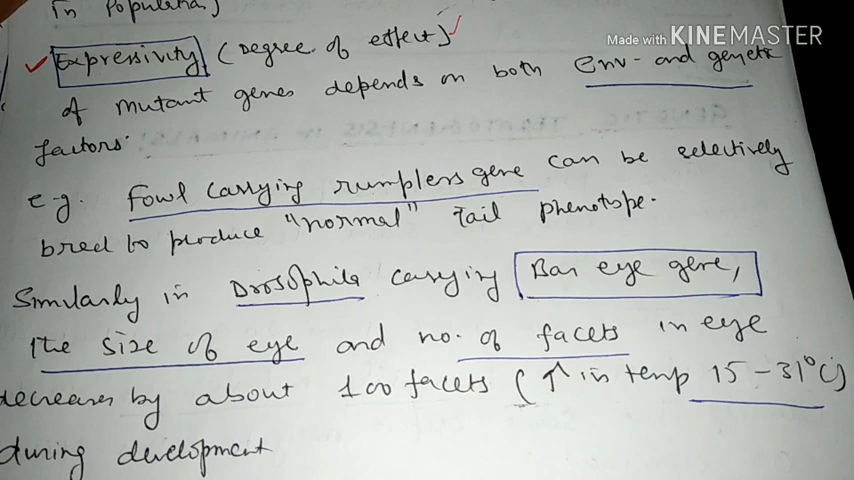 in Population)
Made with KINEMASTER
Expressivity (Degree of effect)
of mutant genes depends on both env- and genetic
factors.
e.g. Fowl carrying rumpless gene can be selectively
bred to produce "normal" Tail phenotope.
Similarly in Drosophila carrying Bar eye gene,
the size of eye and no. of facets in eye
decreases by about 100 facets (↑ in temp 15-31°C)
during development